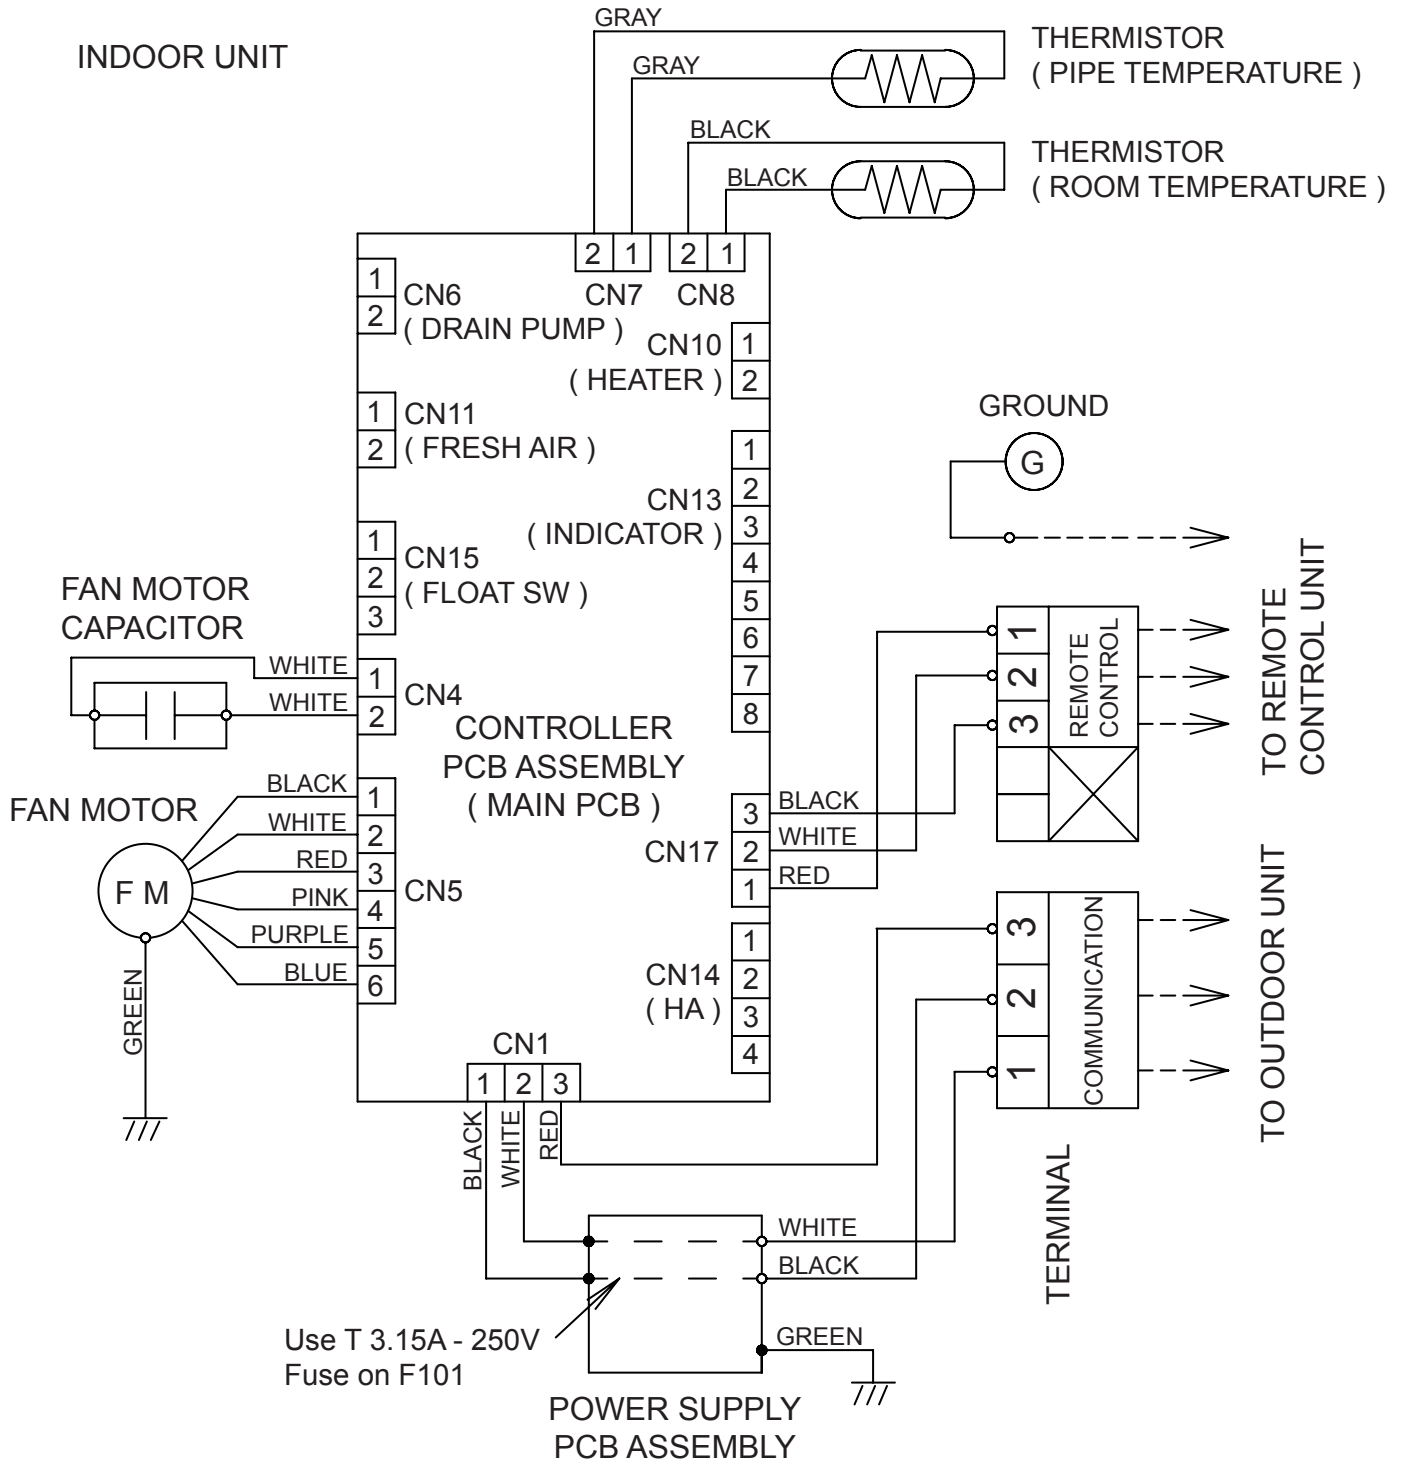 INDOOR UNIT
GRAY
GRAY
THERMISTOR
( PIPE TEMPERATURE )
BLACK
BLACK
THERMISTOR
( ROOM TEMPERATURE )
2 1
CN7
2 1
CN8
1
2
CN6
( DRAIN PUMP )
CN10
( HEATER )
1
2
1
2
CN11
( FRESH AIR )
GROUND
G
CN13
( INDICATOR )
1
2
3
4
5
6
7
8
1
2
3
CN15
( FLOAT SW )
FAN MOTOR
CAPACITOR
WHITE
WHITE
1
2
CN4
CONTROLLER
PCB ASSEMBLY
( MAIN PCB )
1
2
3
REMOTE
CONTROL
TO REMOTE
CONTROL UNIT
FAN MOTOR
F M
BLACK
WHITE
RED
PINK
PURPLE
BLUE
1
2
3
4
5
6
CN5
GREEN
CN17
3
2
1
BLACK
WHITE
RED
CN14
( HA )
1
2
3
4
3
2
1
COMMUNICATION
TO OUTDOOR UNIT
TERMINAL
CN1
1 2 3
BLACK
WHITE
RED
WHITE
BLACK
GREEN
Use T 3.15A - 250V
Fuse on F101
POWER SUPPLY
PCB ASSEMBLY